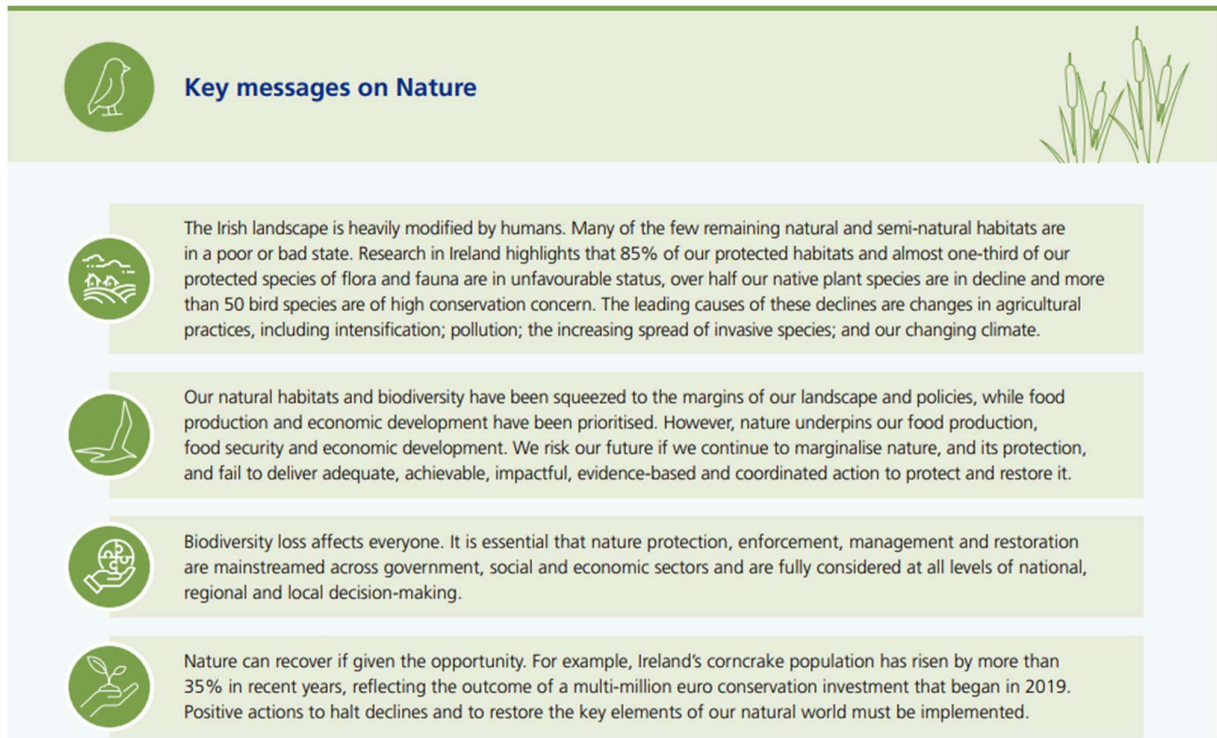 Key messages on Nature
The Irish landscape is heavily modified by humans. Many of the few remaining natural and semi-natural habitats are
in a poor or bad state. Research in Ireland highlights that 85% of our protected habitats and almost one-third of our
protected species of flora and fauna are in unfavourable status, over half our native plant species are in decline and more
than 50 bird species are of high conservation concern. The leading causes of these declines are changes in agricultural
practices, including intensification; pollution; the increasing spread of invasive species; and our changing climate.
Our natural habitats and biodiversity have been squeezed to the margins of our landscape and policies, while food
production and economic development have been prioritised. However, nature underpins our food production,
food security and economic development. We risk our future if we continue to marginalise nature, and its protection,
and fail to deliver adequate, achievable, impactful, evidence-based and coordinated action to protect and restore it.
Biodiversity loss affects everyone. It is essential that nature protection, enforcement, management and restoration
are mainstreamed across government, social and economic sectors and are fully considered at all levels of national,
regional and local decision-making.
Nature can recover if given the opportunity. For example, Ireland's corncrake population has risen by more than
35% in recent years, reflecting the outcome of a multi-million euro conservation investment that began in 2019.
Positive actions to halt declines and to restore the key elements of our natural world must be implemented.